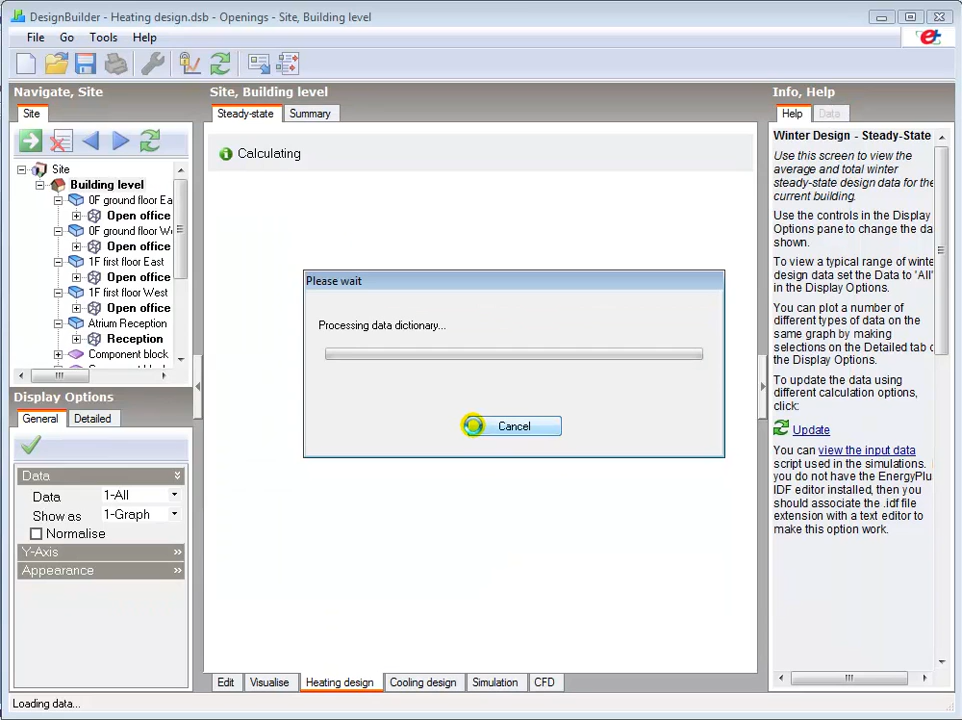 DesignBuilder - Heating design.dsb - Openings - Site, Building level
File Go Tools Help
Navigate, Site
Site
Site
Building level
0F ground floor Ea
Open office
0F ground floor We
Open office
1F first floor East
Open office
1F first floor West
Open office
Atrium Reception
Reception
Component block
Display Options
General Detailed
Data
Data 1-All
Show as 1-Graph
Normalise
Y-Axis
Appearance
Site, Building level
Steady-state Summary
Calculating
Please wait
Processing data dictionary...
Cancel
Edit Visualise Heating design Cooling design Simulation CFD
Info, Help
Help Data
Winter Design - Steady-State
Use this screen to view the
average and total winter
steady-state design data for the
current building.
Use the controls in the Display
Options pane to change the da
shown.
To view a typical range of winte
design data set the Data to 'All'
in the Display Options.
You can plot a number of
different types of data on the
same graph by making
selections on the Detailed tab o
the Display Options.
To update the data using
different calculation options,
click:
Update
You can view the input data
script used in the simulations. I
you do not have the EnergyPlu
IDF editor installed, then you
should associate the .idf file
extension with a text editor to
make this option work.
Loading data...